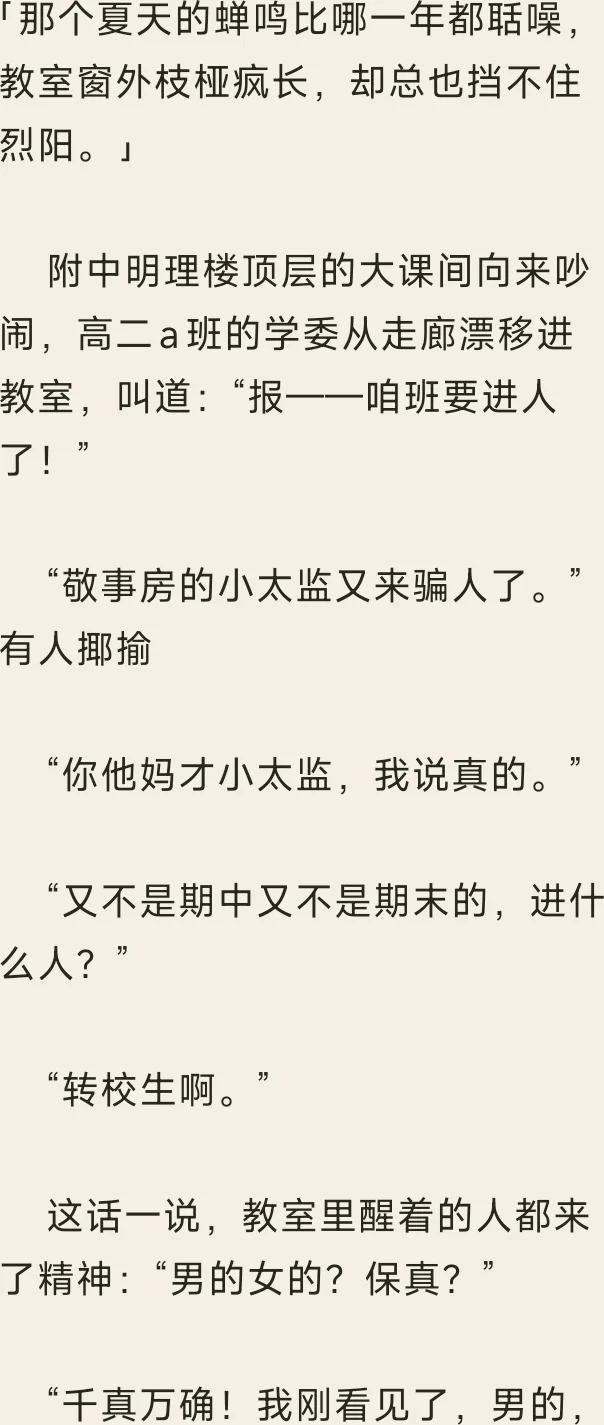 「那个夏天的蝉鸣比哪一年都聒噪，
教室窗外枝桠疯长，却总也挡不住
烈阳。」
附中明理楼顶层的大课间向来吵
闹，高二a班的学委从走廊漂移进
教室，叫道：“报——咱班要进人
了！”
“敬事房的小太监又来骗人了。”
有人揶揄
“你他妈才小太监，我说真的。”
“又不是期中又不是期末的，进什
么人？”
“转校生啊。”
这话一说，教室里醒着的人都来
了精神：“男的女的？保真？”
“千真万确！我刚看见了，男的，